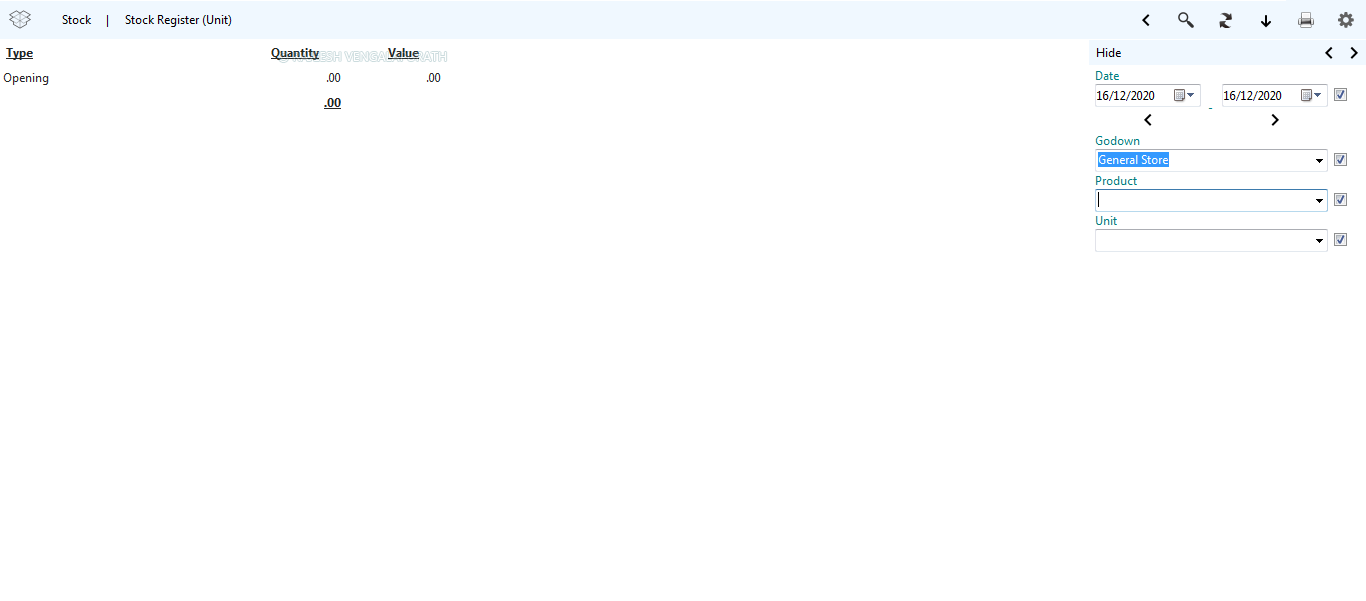 Stock | Stock Register (Unit)
Type Quantity Value
Opening .00 .00
.00
Hide
Date
16/12/2020 - 16/12/2020
Godown
General Store
Product
Unit